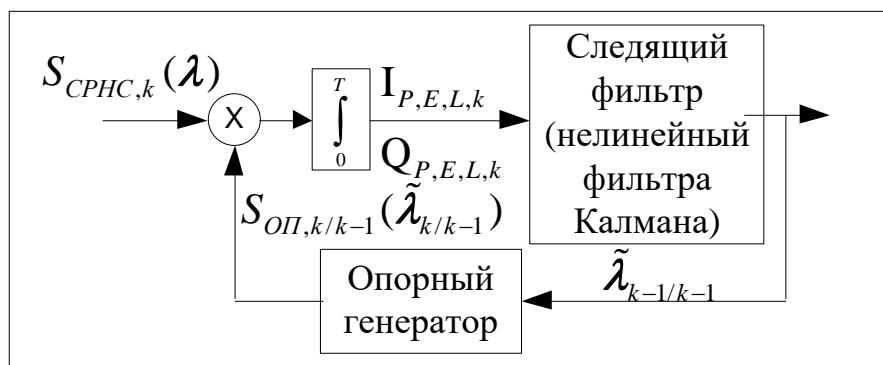 S_{СРНС,k}(λ)
X
T
∫
0
I_{P,E,L,k}
Q_{P,E,L,k}
Следящий
фильтр
(нелинейный
фильтра
Калмана)
S_{ОП,k/k−1}(λ̃_{k/k−1})
Опорный
генератор
λ̃_{k−1/k−1}